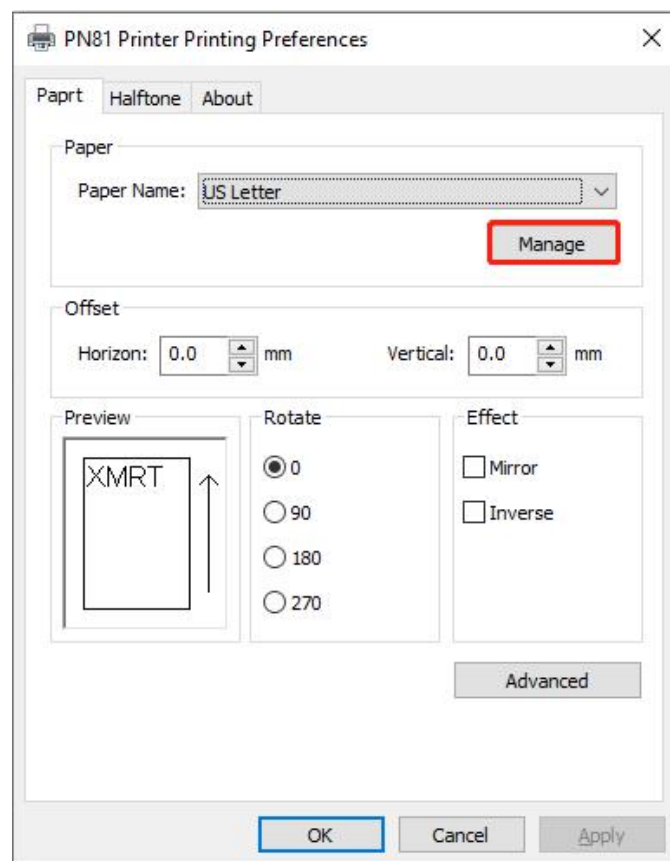 PN81 Printer Printing Preferences
Paprt Halftone About
Paper
Paper Name: US Letter
Manage
Offset
Horizon: 0.0 mm Vertical: 0.0 mm
Preview Rotate Effect
XMRT
0 Mirror
90 Inverse
180
270
Advanced
OK Cancel Apply